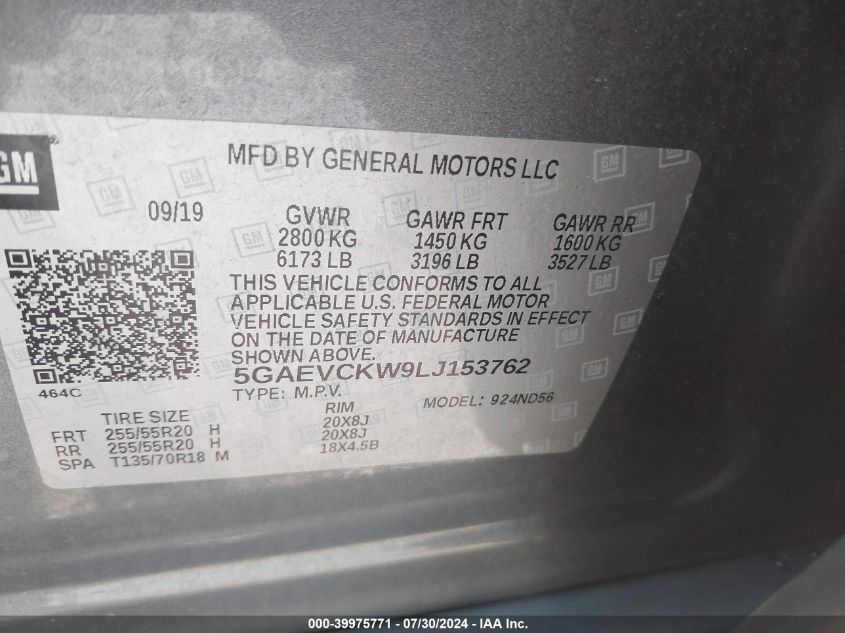 GM
MFD BY GENERAL MOTORS LLC
09/19 GVWR GAWR FRT GAWR RR
2800 KG 1450 KG 1600 KG
6173 LB 3196 LB 3527 LB
THIS VEHICLE CONFORMS TO ALL
APPLICABLE U.S. FEDERAL MOTOR
VEHICLE SAFETY STANDARDS IN EFFECT
ON THE DATE OF MANUFACTURE
SHOWN ABOVE.
464C
5GAEVCKW9LJ153762
TYPE: M.P.V. MODEL: 924ND56
TIRE SIZE RIM
FRT 255/55R20 H 20X8J
RR 255/55R20 H 20X8J
SPA T135/70R18 M 18X4.5B
000-39975771 - 07/30/2024 - IAA Inc.